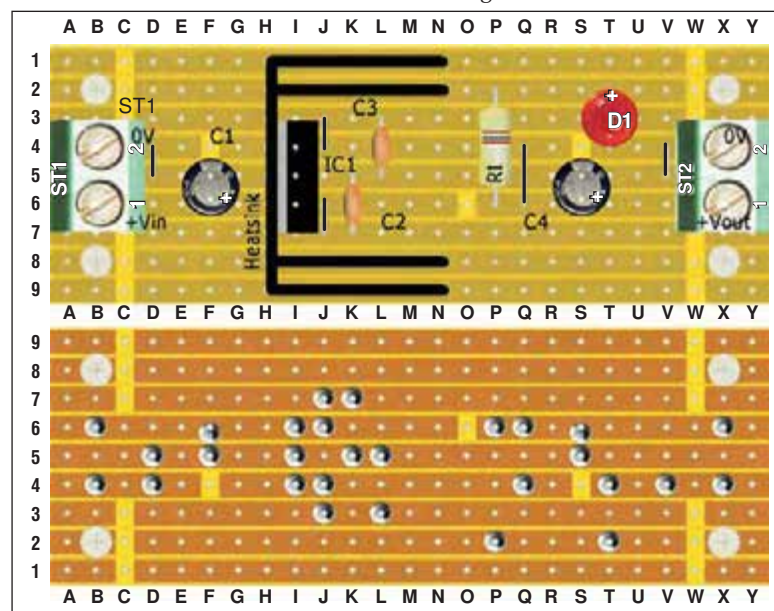 A B C D E F G H I J K L M N O P Q R S T U V W X Y
1
2
3
4
5
6
7
8
9
ST1
0V
2
ST1
1
+Vin
C1
+
Heatsink
IC1
C3
C2
R1
C4
+
+
D1
ST2
0V
2
+Vout
1
A B C D E F G H I J K L M N O P Q R S T U V W X Y
9
8
7
6
5
4
3
2
1
A B C D E F G H I J K L M N O P Q R S T U V W X Y